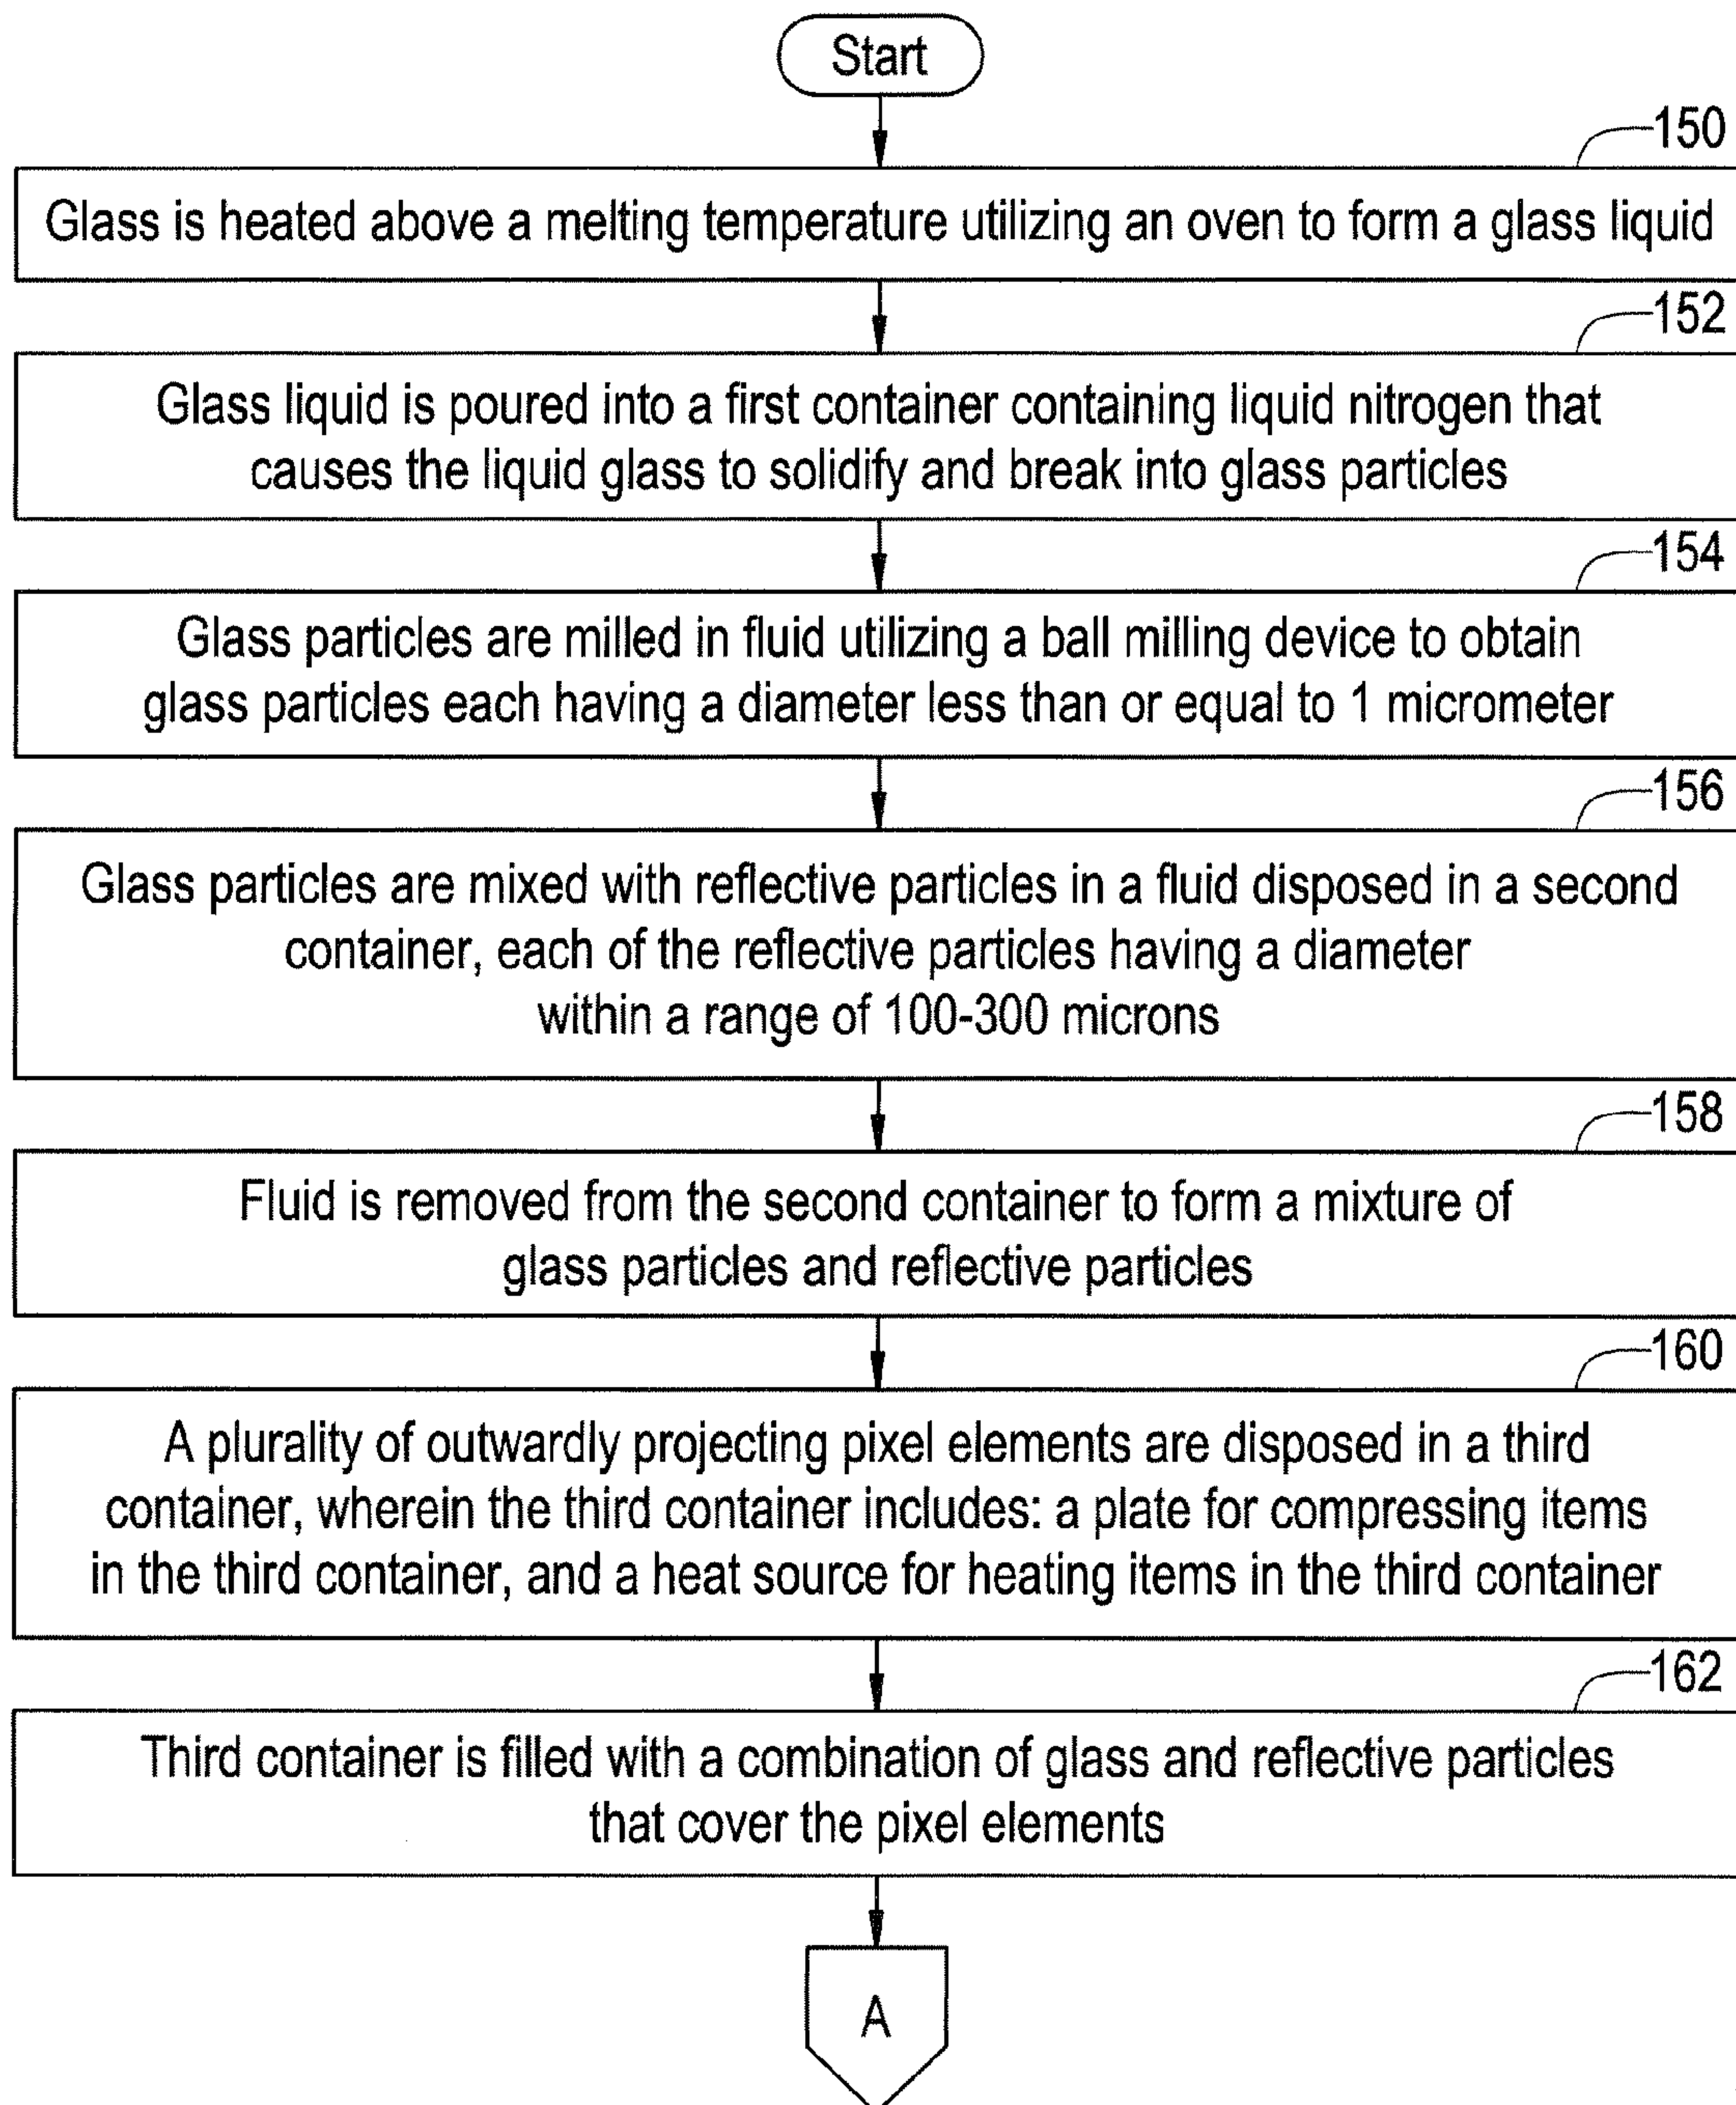 Start
150
Glass is heated above a melting temperature utilizing an oven to form a glass liquid
152
Glass liquid is poured into a first container containing liquid nitrogen that
causes the liquid glass to solidify and break into glass particles
154
Glass particles are milled in fluid utilizing a ball milling device to obtain
glass particles each having a diameter less than or equal to 1 micrometer
156
Glass particles are mixed with reflective particles in a fluid disposed in a second
container, each of the reflective particles having a diameter
within a range of 100-300 microns
158
Fluid is removed from the second container to form a mixture of
glass particles and reflective particles
160
A plurality of outwardly projecting pixel elements are disposed in a third
container, wherein the third container includes: a plate for compressing items
in the third container, and a heat source for heating items in the third container
162
Third container is filled with a combination of glass and reflective particles
that cover the pixel elements
A